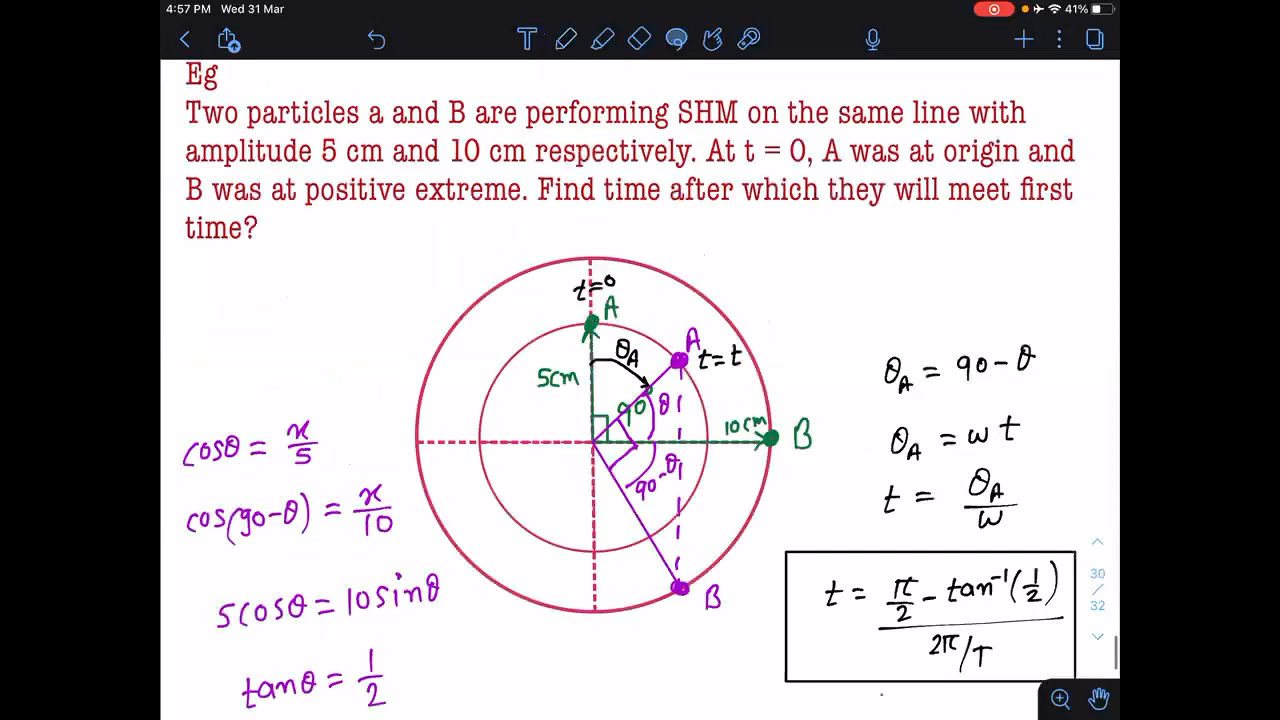 4:57 PM Wed 31 Mar
41%
Eg
Two particles a and B are performing SHM on the same line with
amplitude 5 cm and 10 cm respectively. At t = 0, A was at origin and
B was at positive extreme. Find time after which they will meet first
time?
t=0
A
θA
A
t=t
5cm
90
θ
10cm
B
90-θ
B
cosθ = x/5
cos(90-θ) = x/10
5cosθ = 10sinθ
tanθ = 1/2
θA = 90-θ
θA = ωt
t = θA/ω
t = (π/2 - tan⁻¹(1/2))/(2π/T)
30
/
32